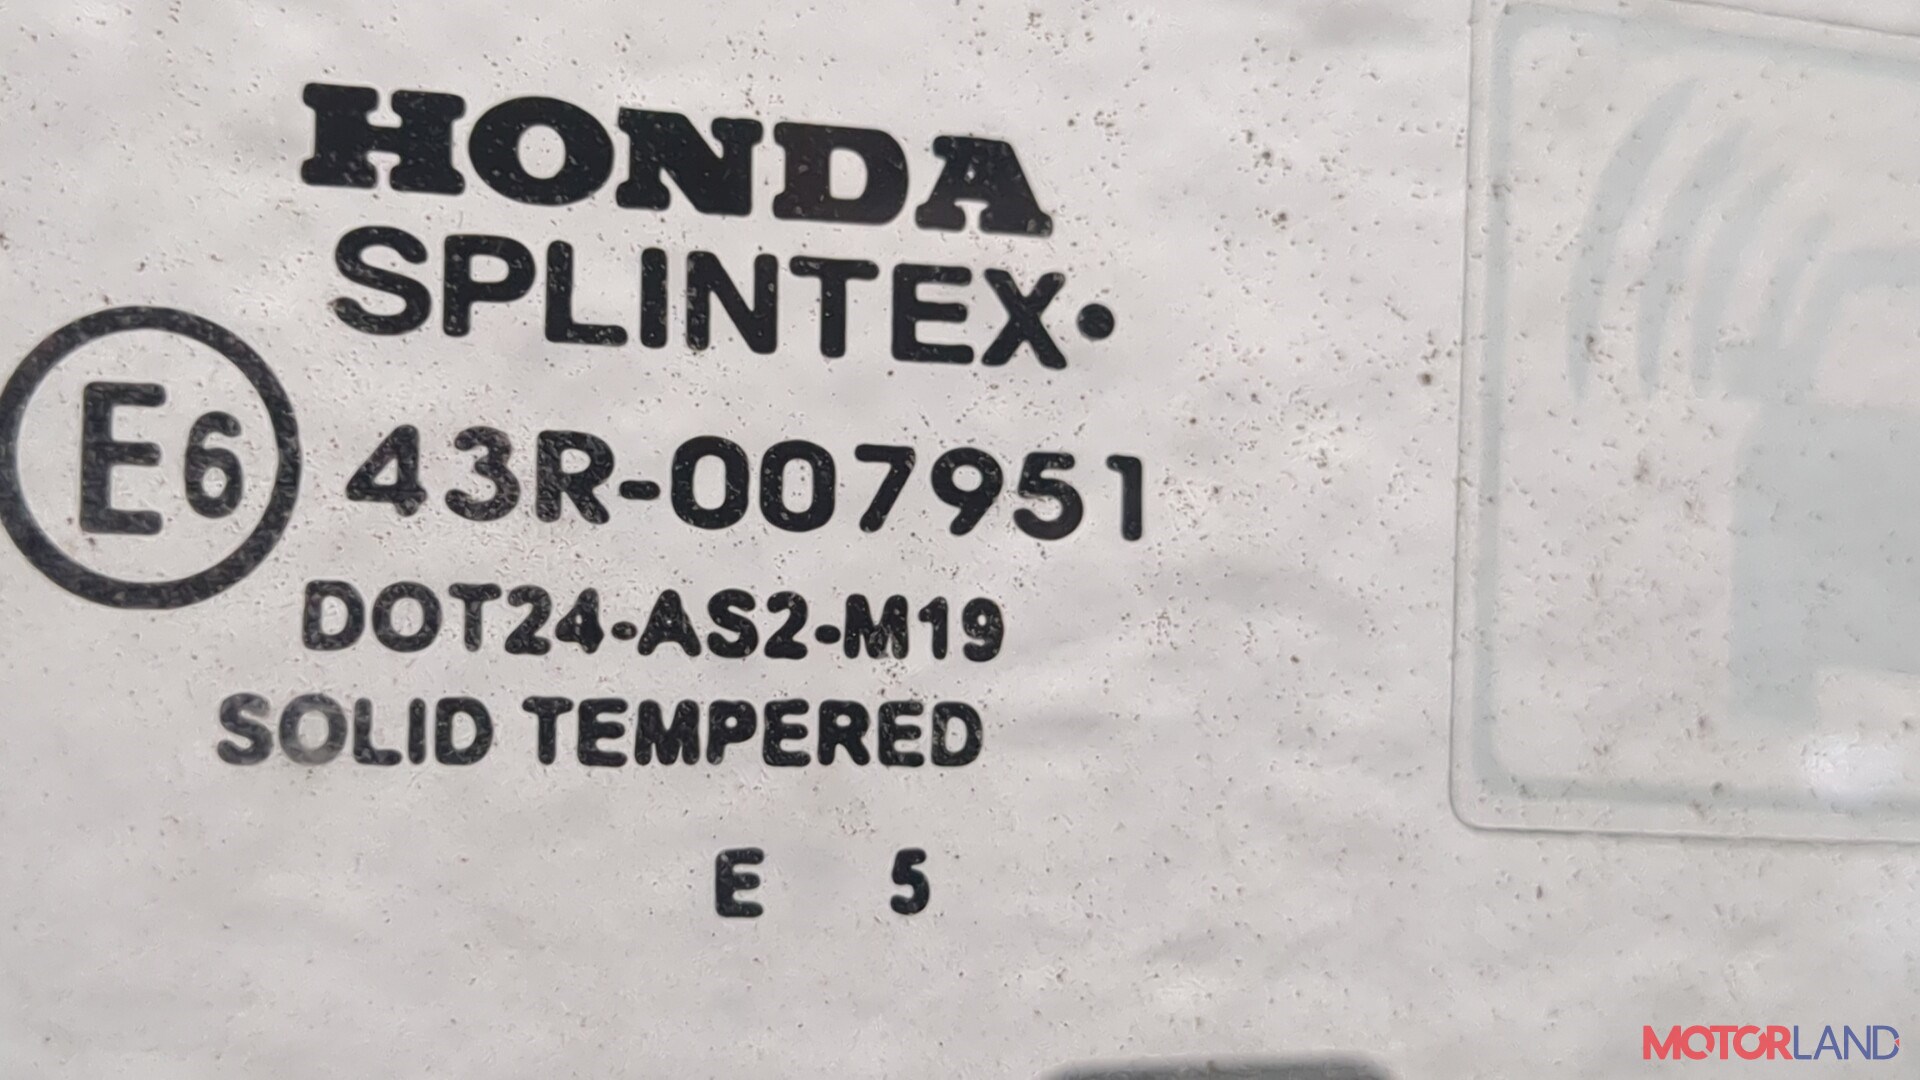 HONDA
SPLINTEX•
E6 43R-007951
DOT24-AS2-M19
SOLID TEMPERED
E 5
MOTORLAND